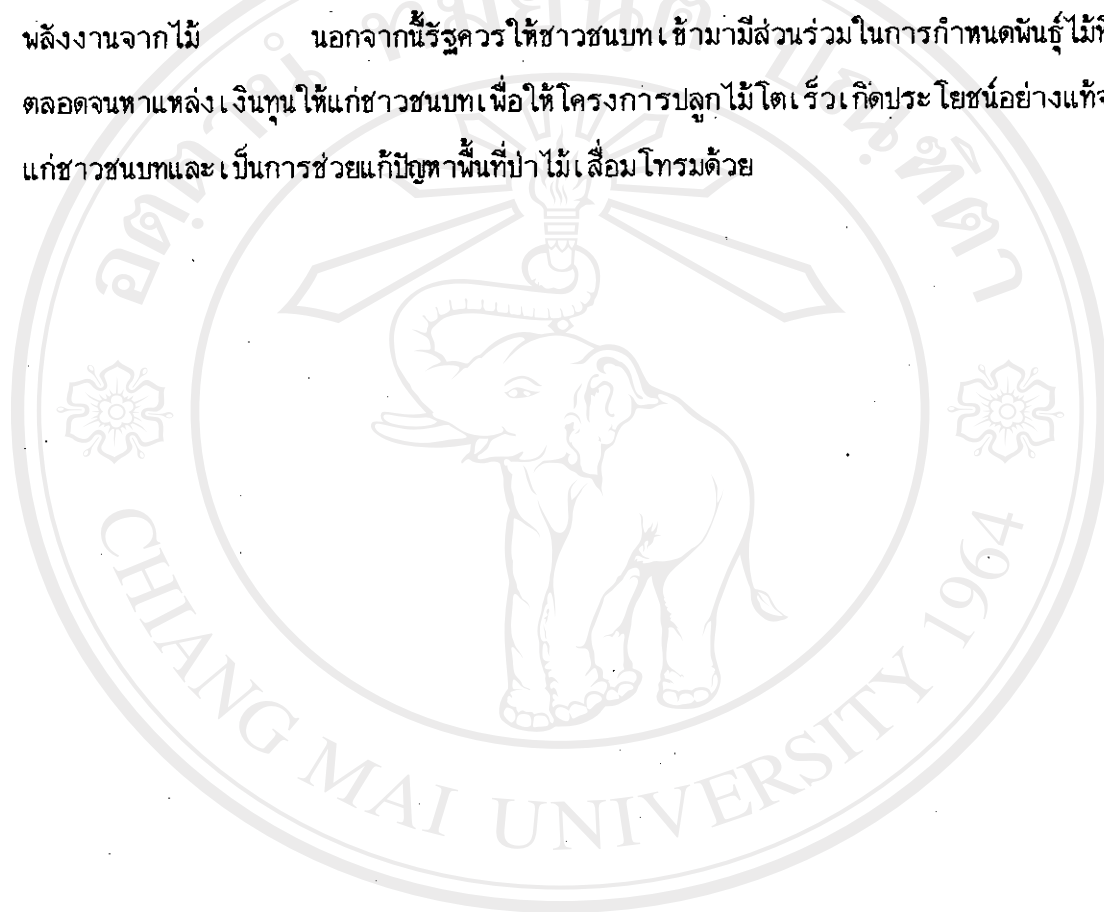 พลังงานจากไม้ นอกจากนี้รัฐควรให้ชาวชนบทเข้ามามีส่วนร่วมในการกำหนดพันธุ์ไม้
ตลอดจนหาแหล่งเงินทุนให้แก่ชาวชนบทเพื่อให้โครงการปลูกไม้โตเร็วเกิดประโยชน์อย่าง
แก่ชาวชนบทและเป็นการช่วยแก้ปัญหาพื้นที่ป่าไม้เสื่อมโทรมด้วย
CHIANG MAI UNIVERSITY 1964